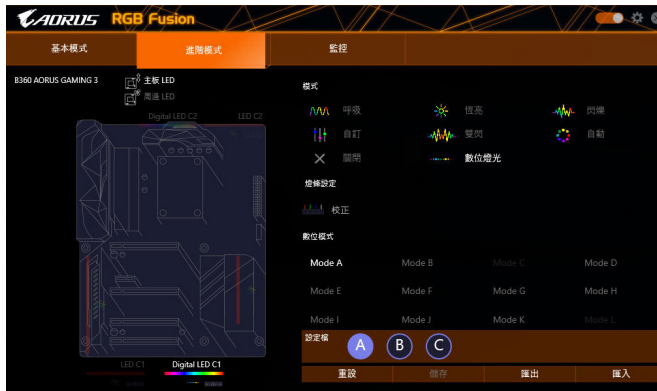 AORUS RGB Fusion
基本模式 進階模式 監控
B360 AORUS GAMING 3
主板 LED
周邊 LED
Digital LED C2 LED C2
LED C1 Digital LED C1
模式
呼吸 恆亮 閃爍
自訂 雙閃 自動
關閉 數位燈光
燈條設定
校正
數位模式
Mode A Mode B Mode C Mode D
Mode E Mode F Mode G Mode H
Mode I Mode J Mode K Mode L
設定檔 A B C
重設 儲存 匯出 匯入